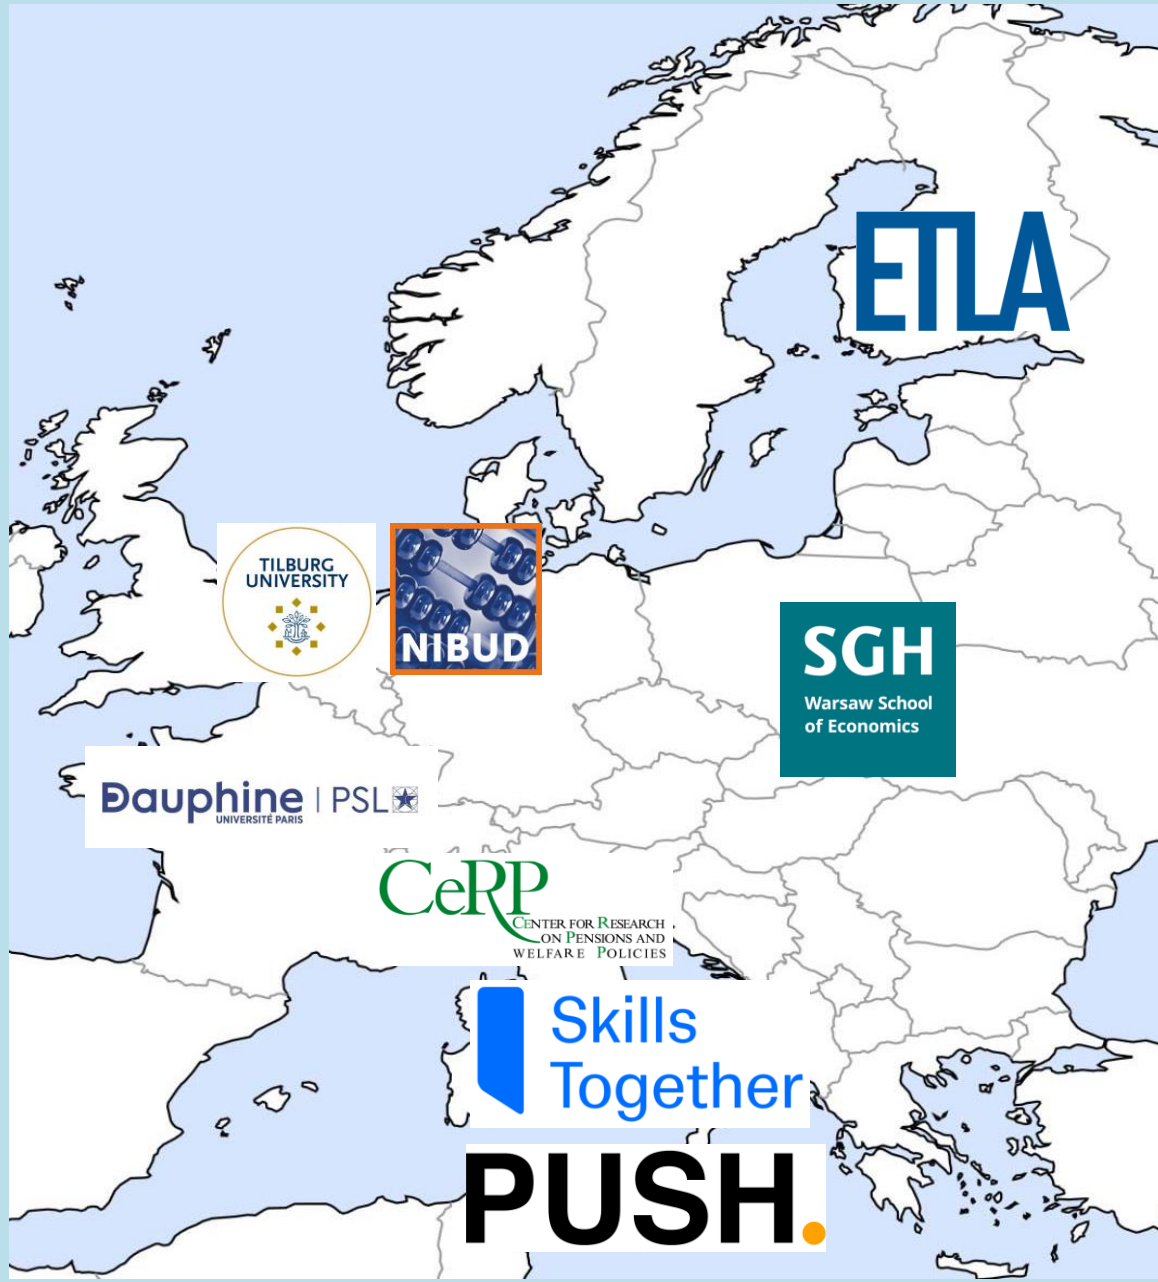 ETLA
TILBURG
UNIVERSITY
NIBUD
SGH
Warsaw School
of Economics
Dauphine | PSL
UNIVERSITÉ PARIS
CeRP
CENTER FOR RESEARCH
ON PENSIONS AND
WELFARE POLICIES
Skills
Together
PUSH.